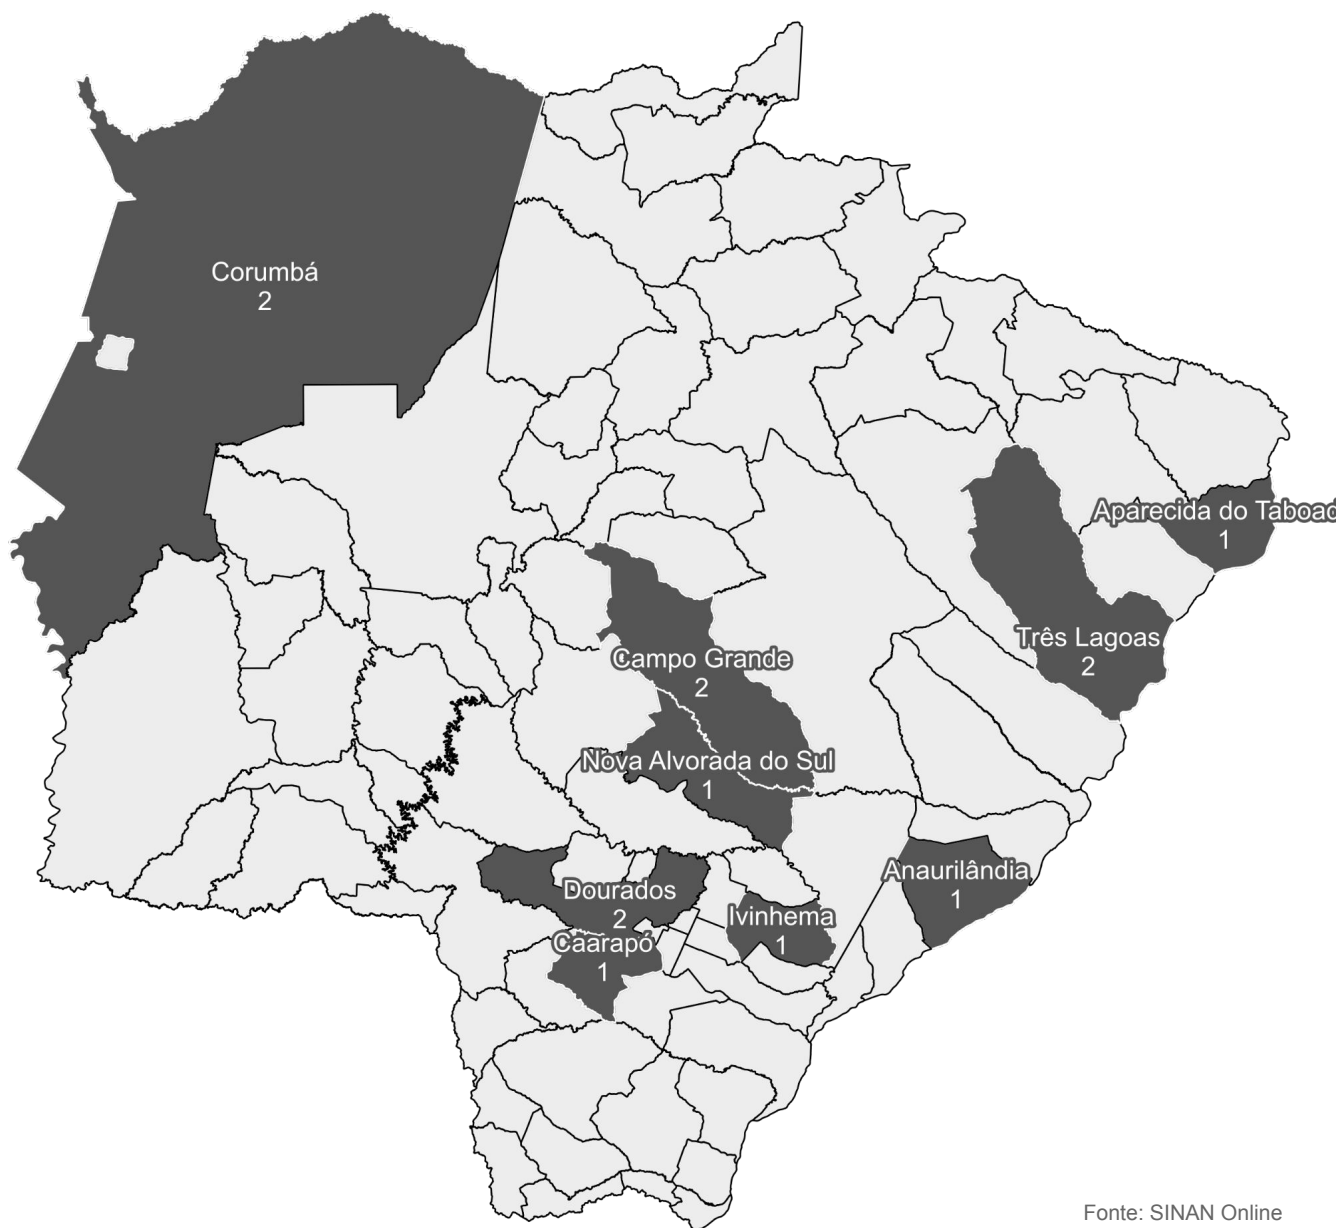 Corumbá
2
Aparecida do Taboad
1
Três Lagoas
2
Campo Grande
2
Nova Alvorada do Sul
1
Anaurilândia
1
Dourados
2
Ivinhema
1
Caarapó
1
Fonte: SINAN Online